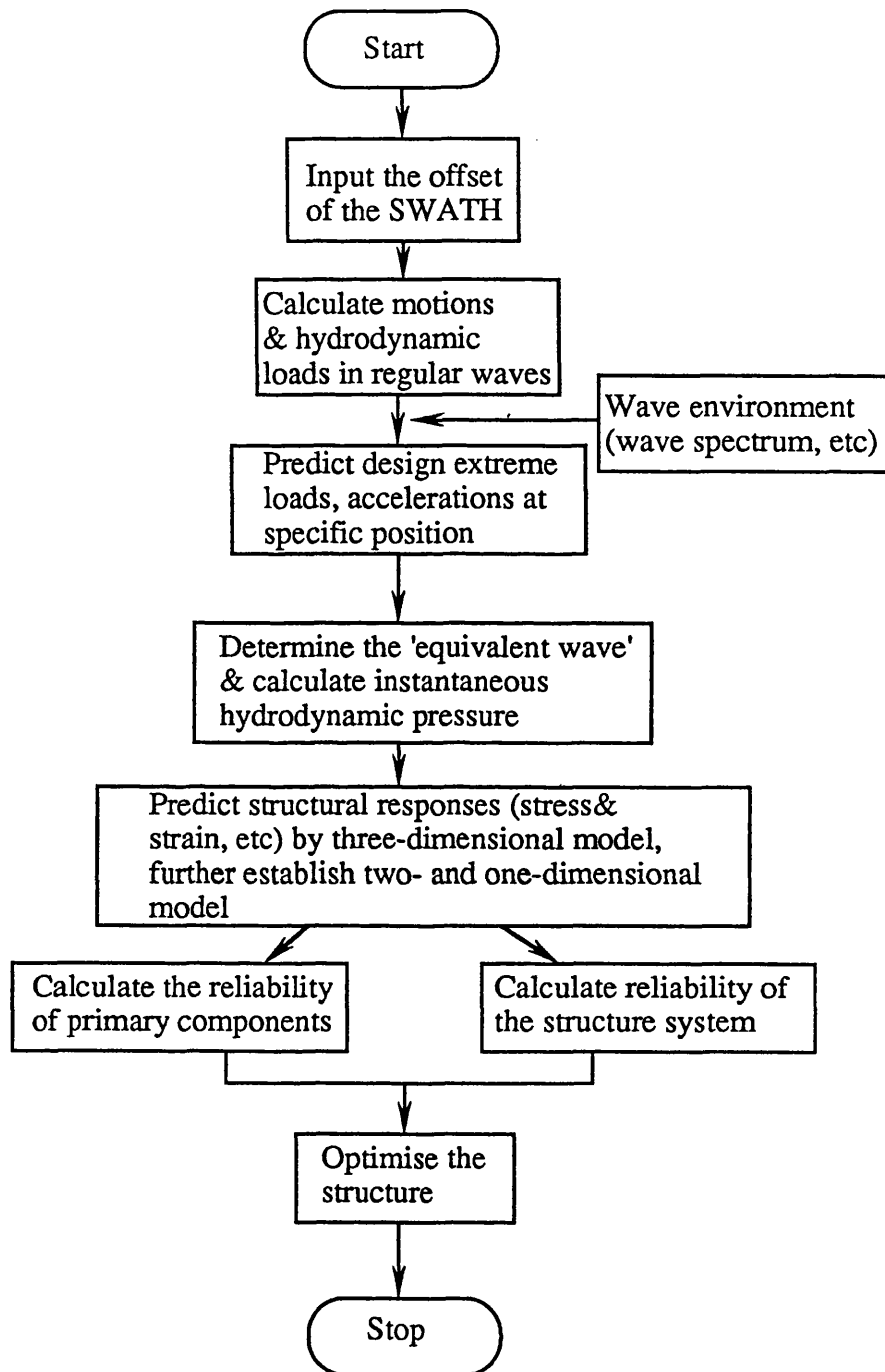 Start
Input the offset
of the SWATH
Calculate motions
& hydrodynamic
loads in regular waves
Wave environment
(wave spectrum, etc)
Predict design extreme
loads, accelerations at
specific position
Determine the 'equivalent wave'
& calculate instantaneous
hydrodynamic pressure
Predict structural responses (stress&
strain, etc) by three-dimensional model,
further establish two- and one-dimensional
model
Calculate the reliability
of primary components
Calculate reliability of
the structure system
Optimise the
structure
Stop